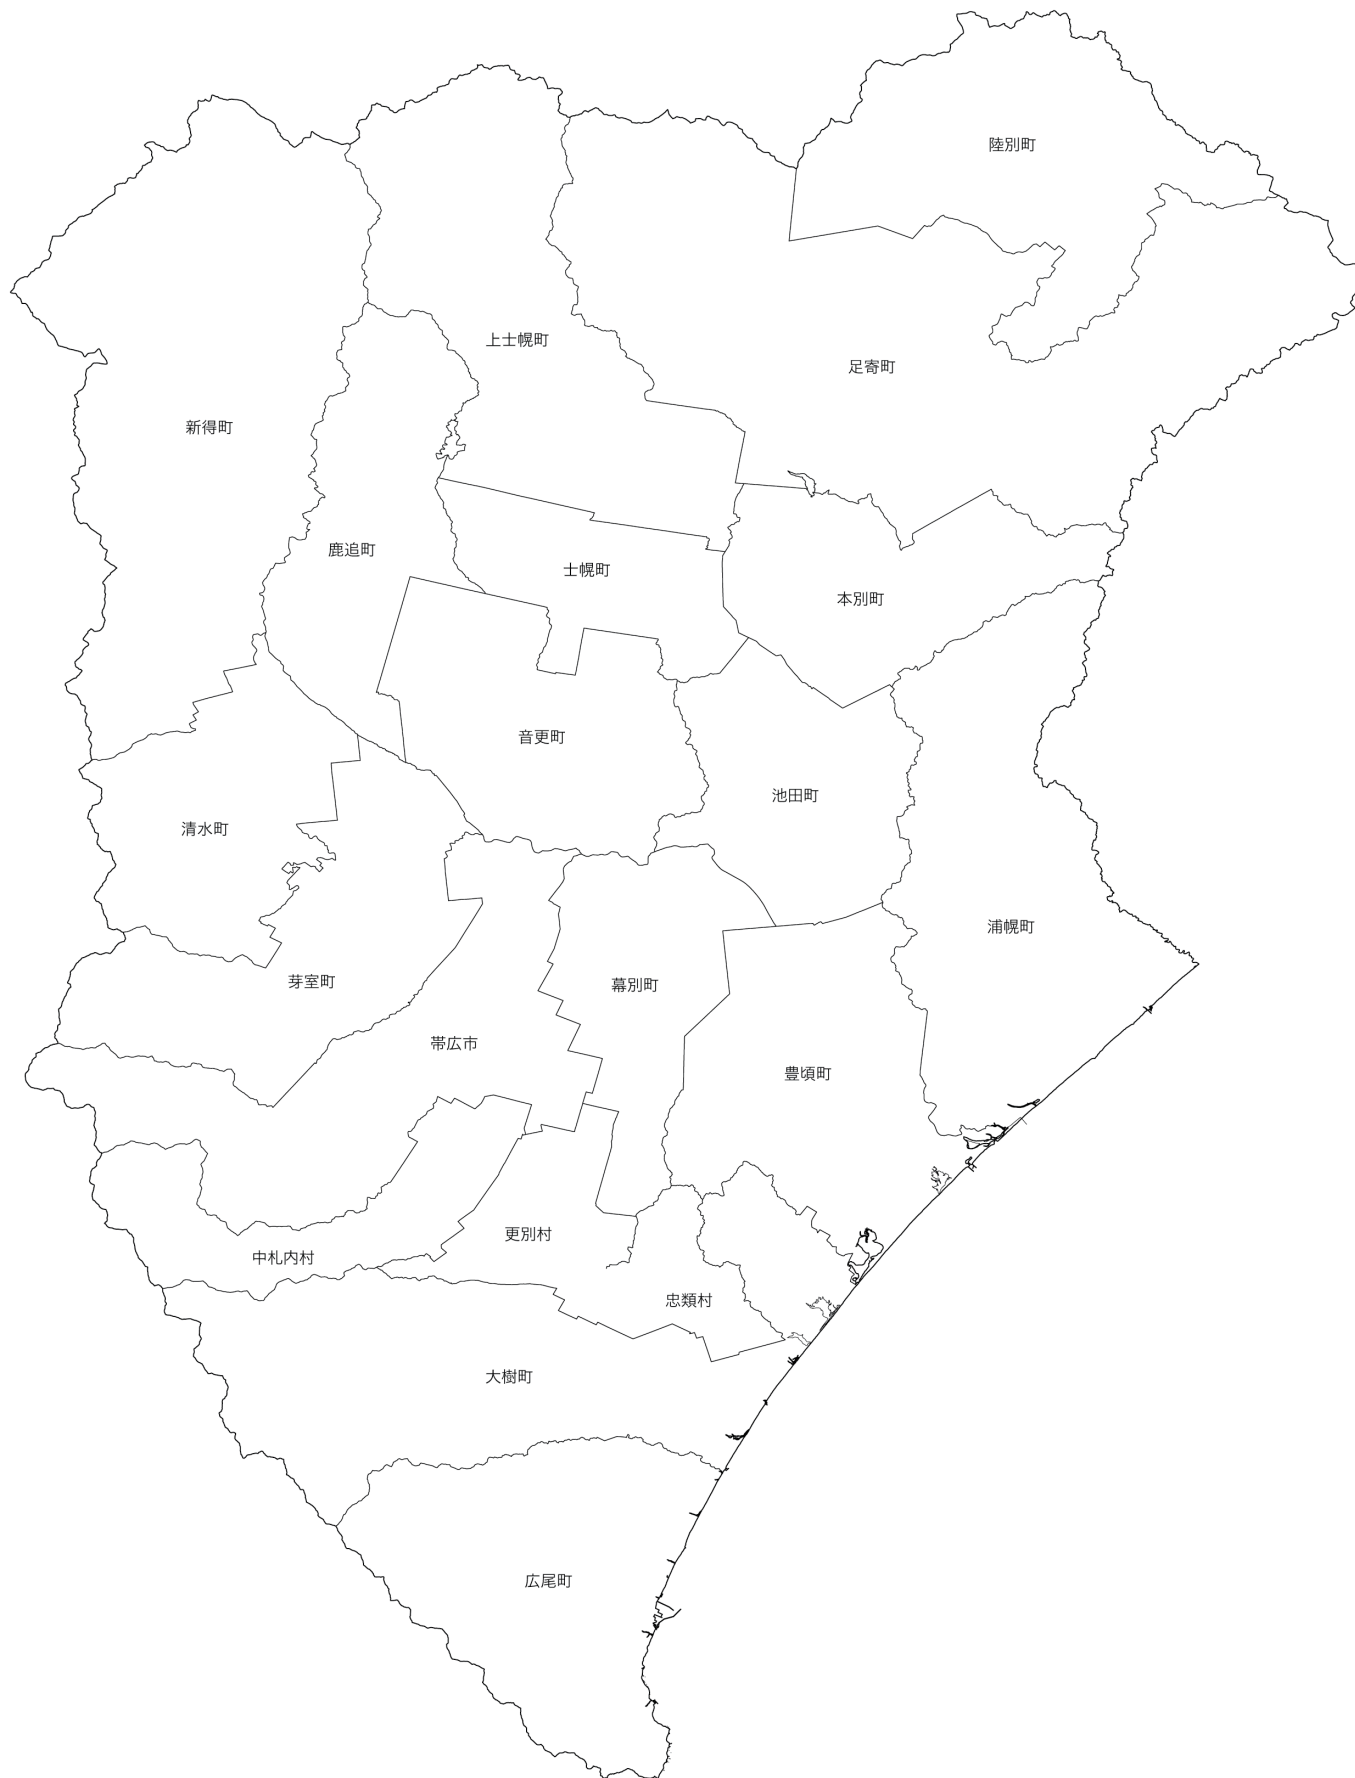 陸別町
上士幌町
足寄町
新得町
鹿追町
士幌町
本別町
音更町
池田町
清水町
浦幌町
芽室町
幕別町
帯広市
豊頃町
更別村
中札内村
忠類村
大樹町
広尾町